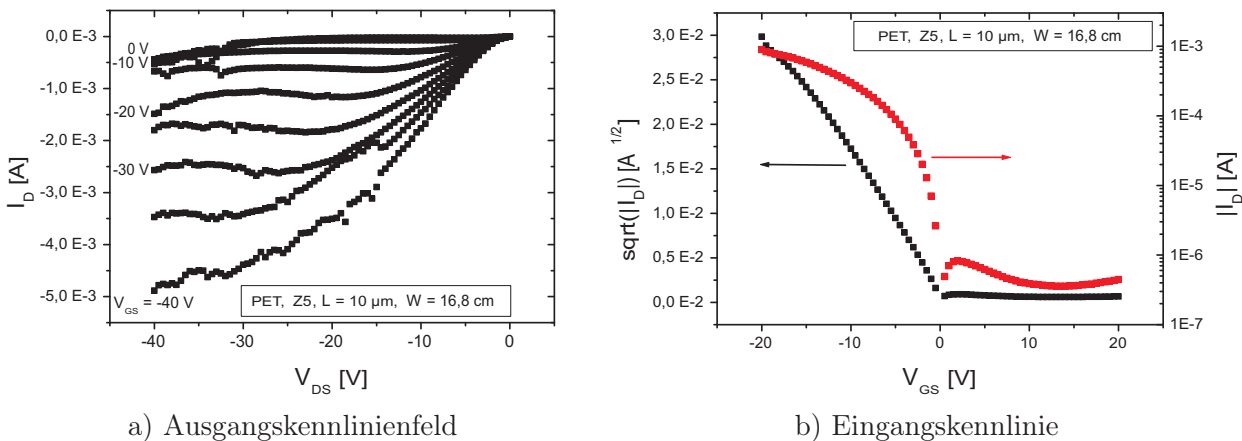 0,0 E-3
-1,0 E-3
-2,0 E-3
-3,0 E-3
-4,0 E-3
-5,0 E-3
I_D [A]
0 V
-10 V
-20 V
-30 V
V_GS = -40 V
PET, Z5, L = 10 µm, W = 16,8 cm
-40 -30 -20 -10 0
V_DS [V]
a) Ausgangskennlinienfeld
3,0 E-2
2,5 E-2
2,0 E-2
1,5 E-2
1,0 E-2
5,0 E-2
0,0 E-2
sqrt(|I_D|) [A^1/2]
PET, Z5, L = 10 µm, W = 16,8 cm
1E-3
1E-4
1E-5
1E-6
1E-7
|I_D| [A]
-20 -10 0 10 20
V_GS [V]
b) Eingangskennlinie